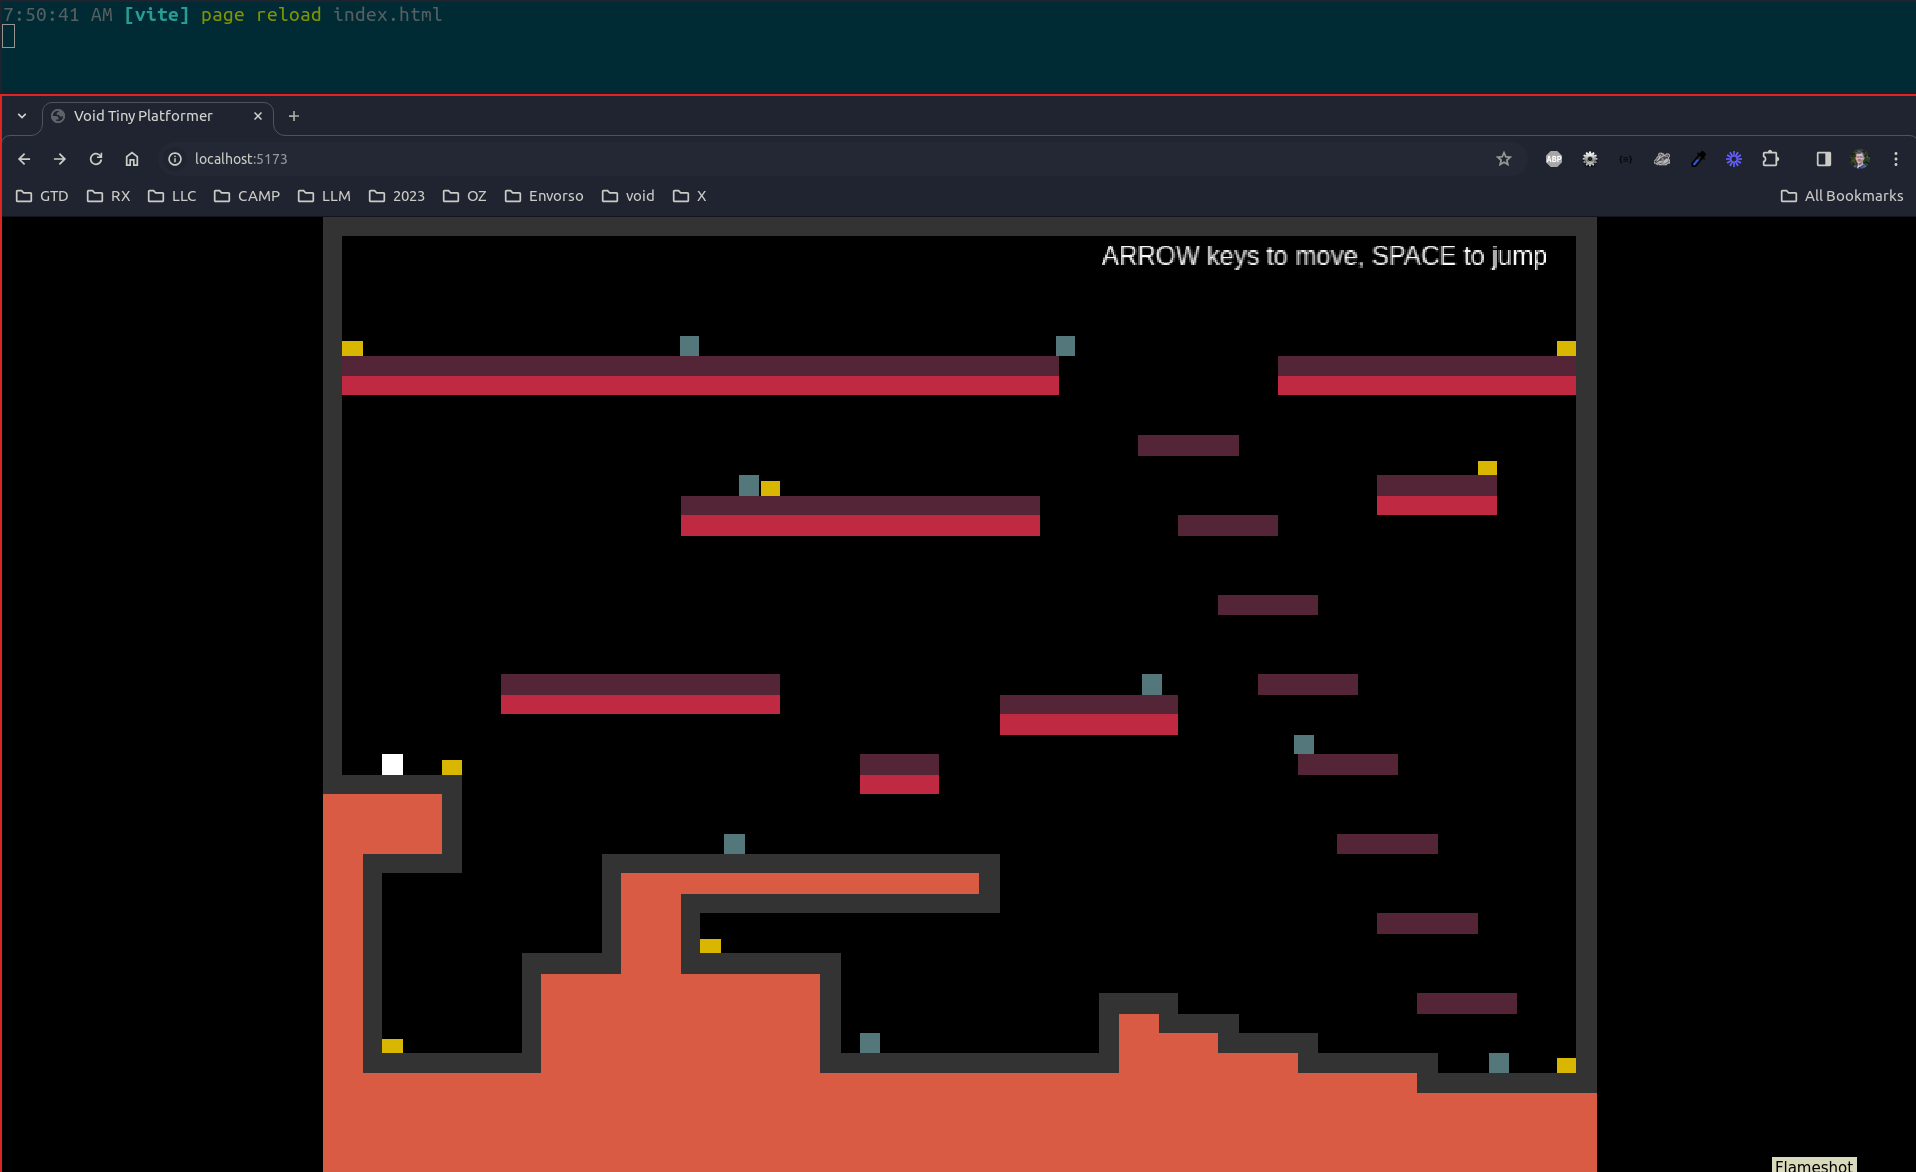 7:50:41 AM [vite] page reload index.html
Void Tiny Platformer
localhost:5173
ABP
GTD RX LLC CAMP LLM 2023 OZ Envorso void X All Bookmarks
ARROW keys to move, SPACE to jump
Flameshot